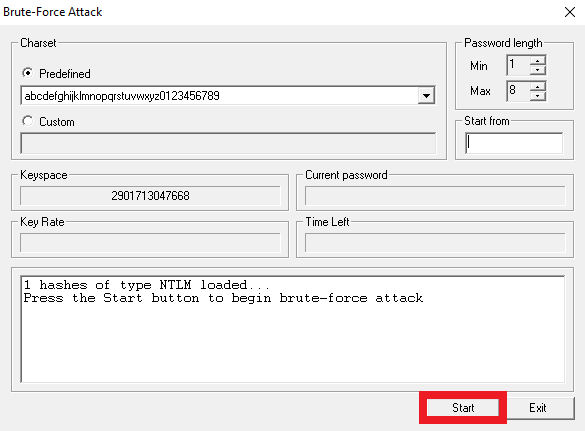 Brute-Force Attack
Charset
Predefined
abcdefghijklmnopqrstuvwxyz0123456789
Custom
Password length
Min 1
Max 8
Start from
Keyspace
2901713047668
Current password
Key Rate
Time Left
1 hashes of type NTLM loaded...
Press the Start button to begin brute-force attack
Start
Exit